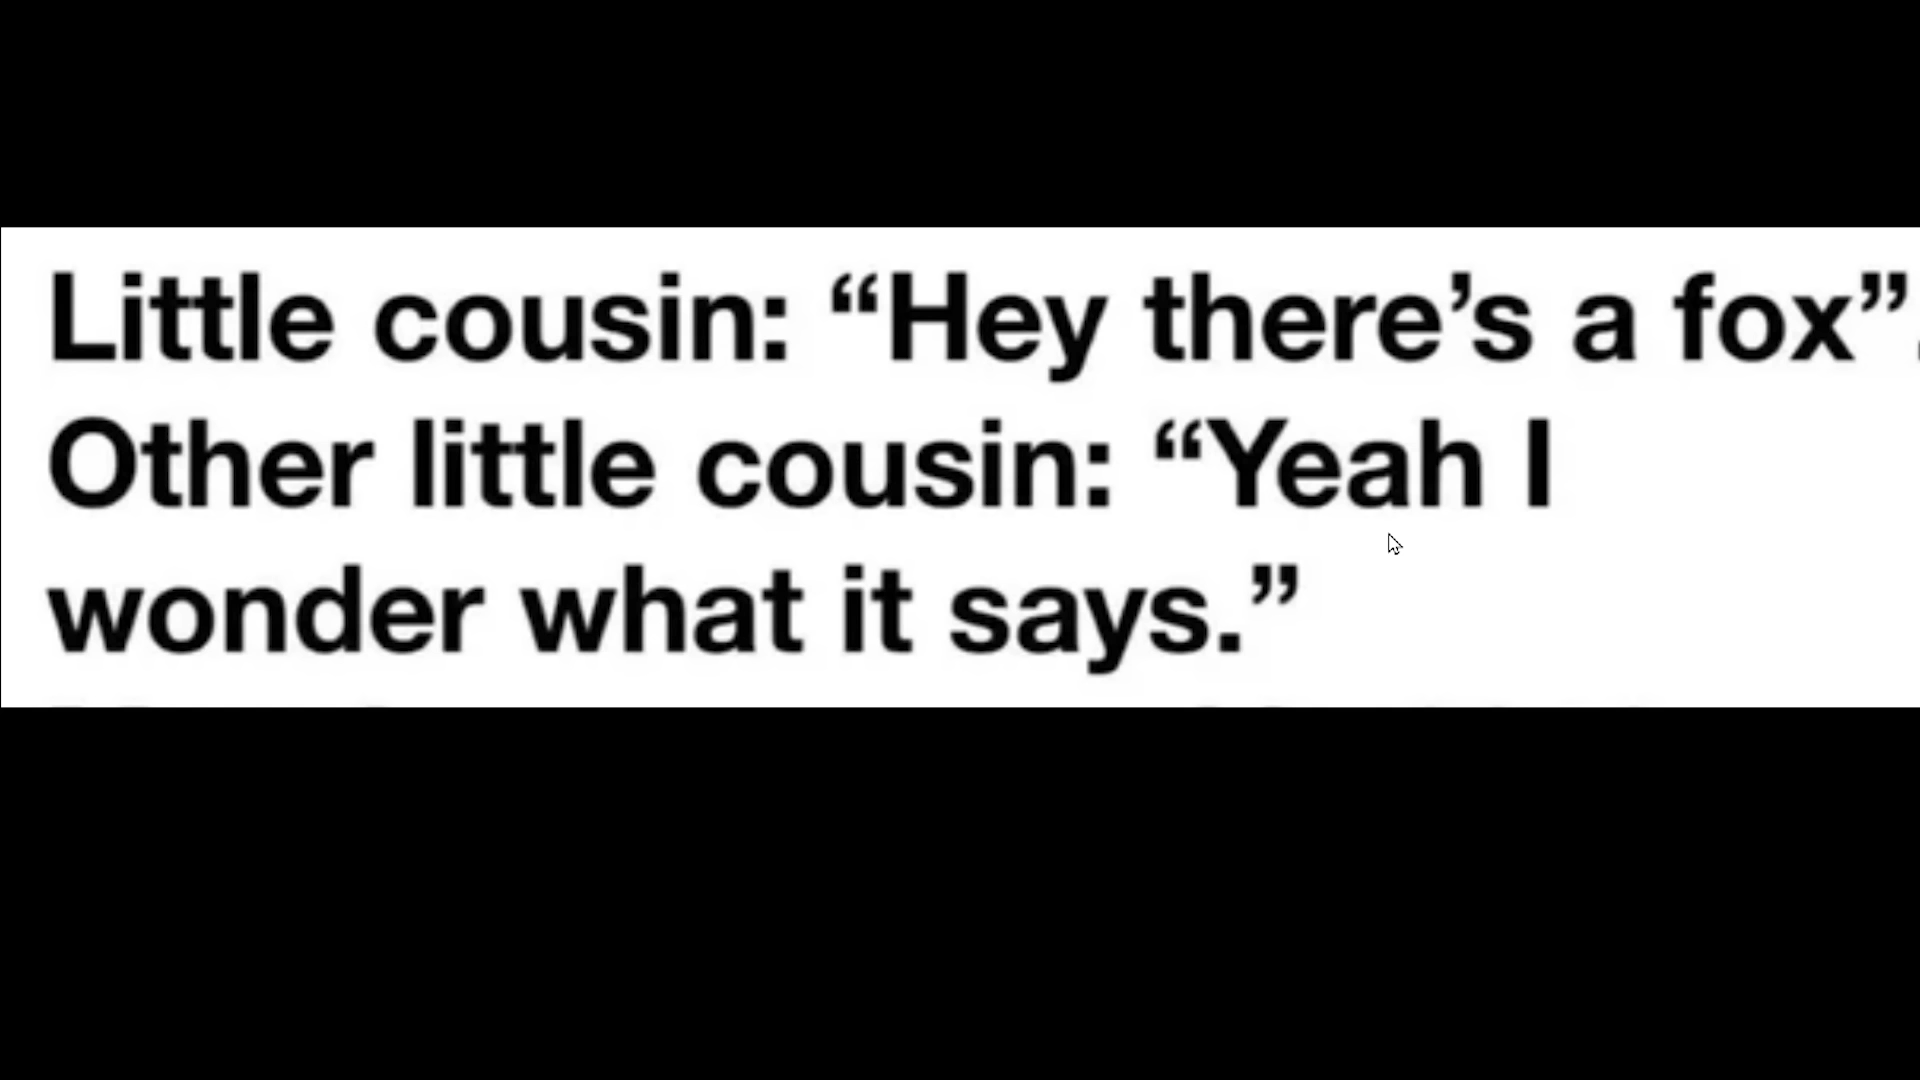 Little cousin: “Hey there’s a fox”.
Other little cousin: “Yeah I
wonder what it says.”